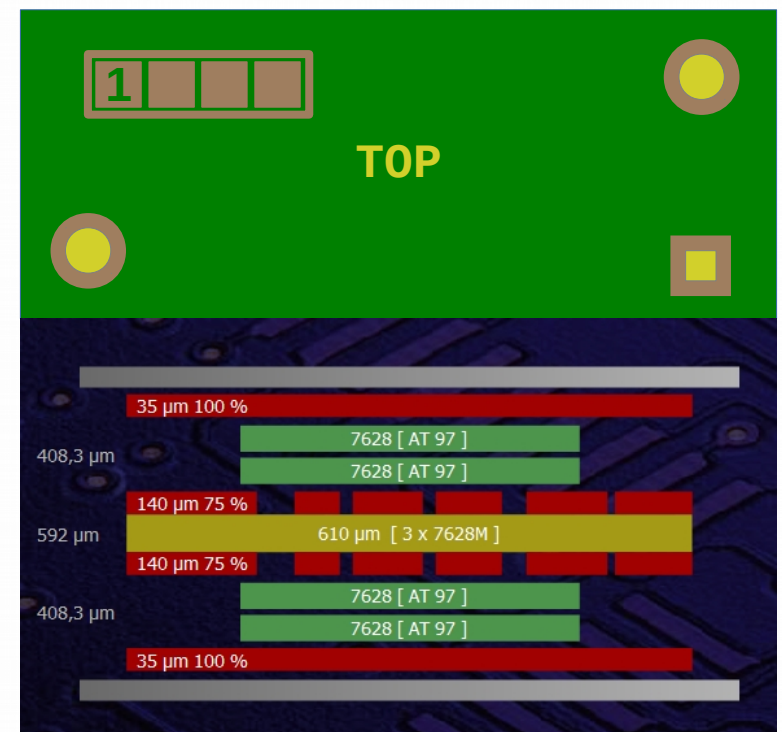 1
TOP
35 µm 100 %
7628 [ AT 97 ]
408,3 µm
7628 [ AT 97 ]
140 µm 75 %
592 µm
610 µm [ 3 x 7628M ]
140 µm 75 %
7628 [ AT 97 ]
408,3 µm
7628 [ AT 97 ]
35 µm 100 %